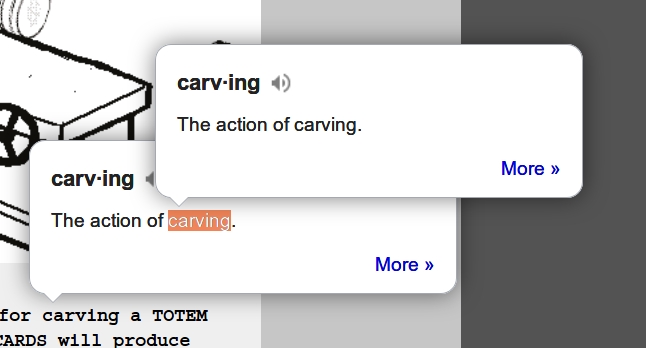 carv·ing
The action of carving.
More »
carv·ing
The action of carving.
More »
for carving a TOTEM
CARDS will produce